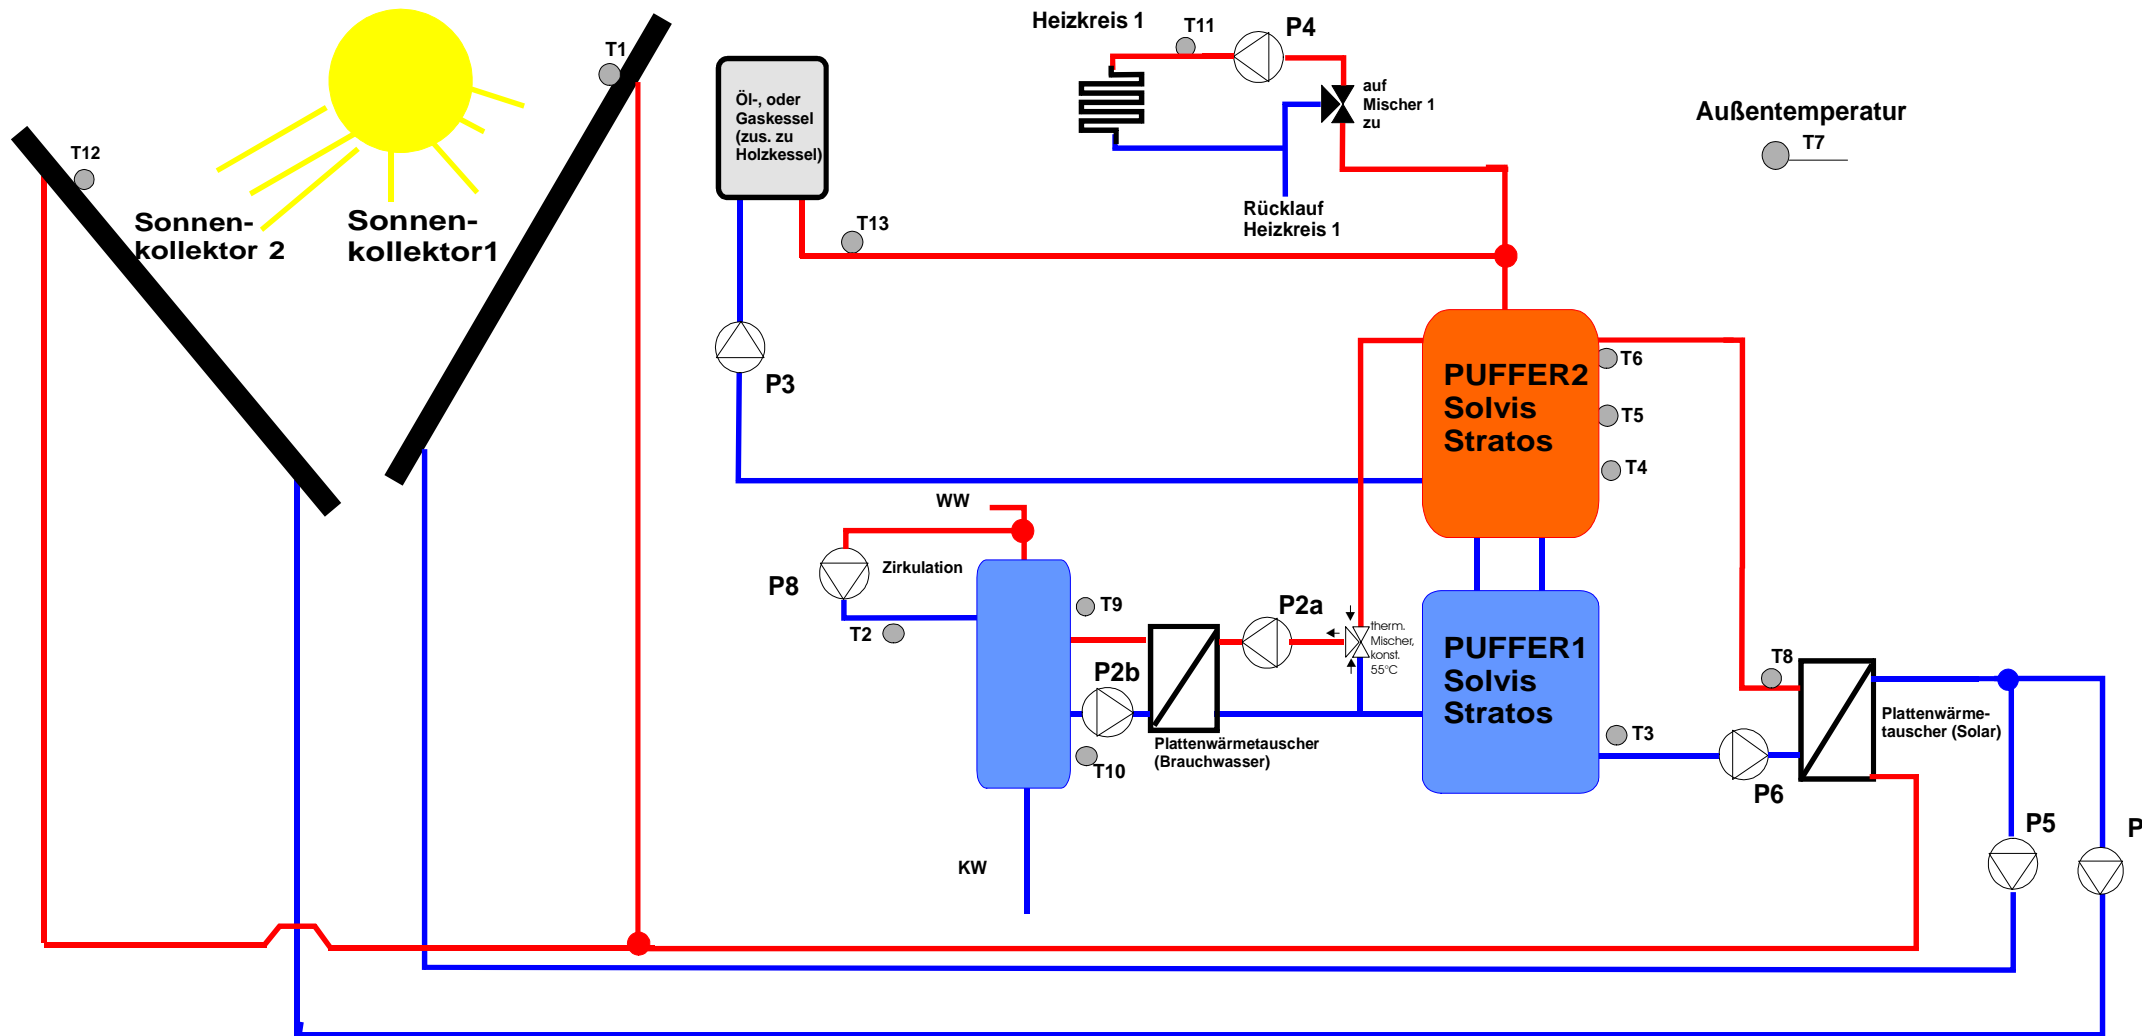 Heizkreis 1
T11
P4
T1
Öl-, oder
Gaskessel
(zus. zu
Holzkessel)
auf
Mischer 1
zu
Außentemperatur
T7
T12
Sonnen-
kollektor 2
Sonnen-
kollektor1
T13
Rücklauf
Heizkreis 1
P3
PUFFER2
Solvis
Stratos
T6
T5
T4
WW
P8
Zirkulation
T2
T9
P2a
therm.
Mischer,
konst.
55°C
P2b
T10
Plattenwärmetauscher
(Brauchwasser)
PUFFER1
Solvis
Stratos
T3
T8
Plattenwärme-
tauscher (Solar)
P6
P5
P
KW